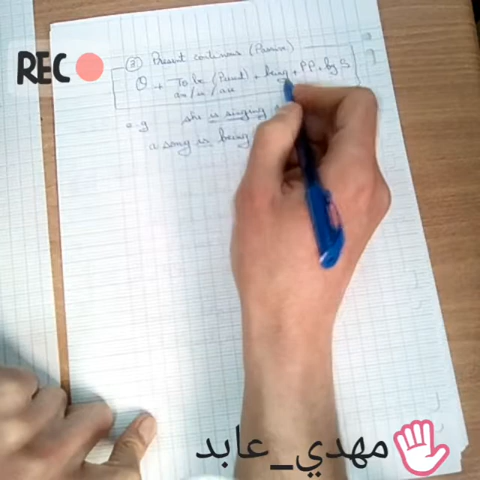 REC
③ Present continuous (Passive)
O + To be (Present) + being + PP + by S
am / is / are
e.g she is singing
a song is being
مهدي_عابد